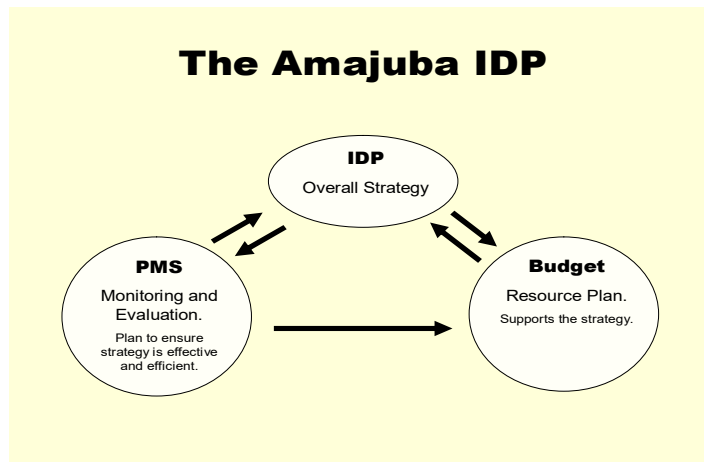 The Amajuba IDP
IDP
Overall Strategy
PMS
Monitoring and
Evaluation.
Plan to ensure
strategy is effective
and efficient.
Budget
Resource Plan.
Supports the strategy.